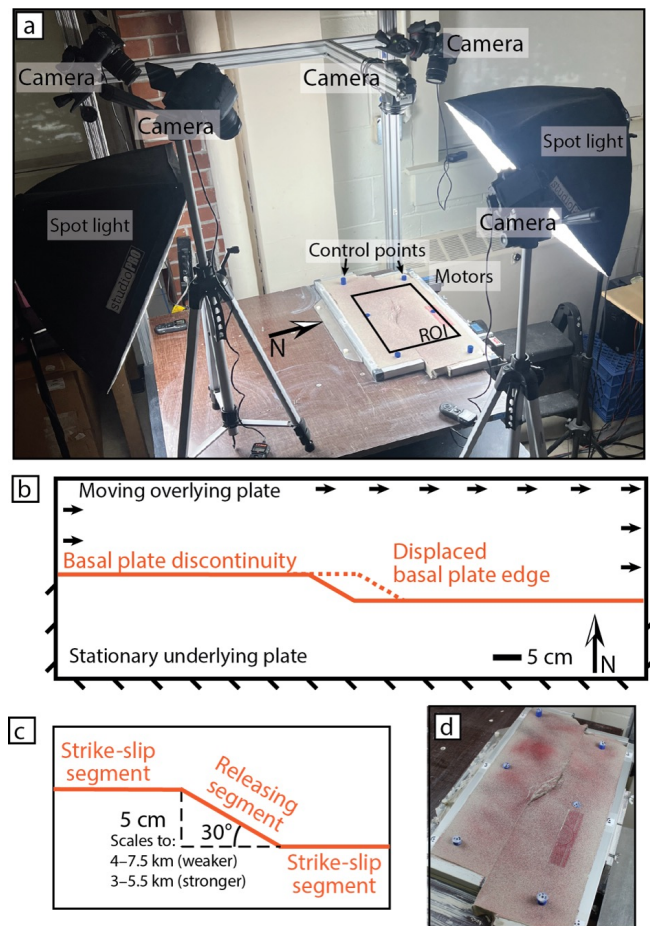 a
Camera
Camera
Camera
Camera
Spot light
Spot light
studioPRO
Camera
Control points
Motors
N
ROI
b
Moving overlying plate
Basal plate discontinuity
Displaced
basal plate edge
Stationary underlying plate
5 cm
N
c
Strike-slip
segment
Releasing
segment
5 cm
Scales to:
4–7.5 km (weaker)
3–5.5 km (stronger)
30°
Strike-slip
segment
d